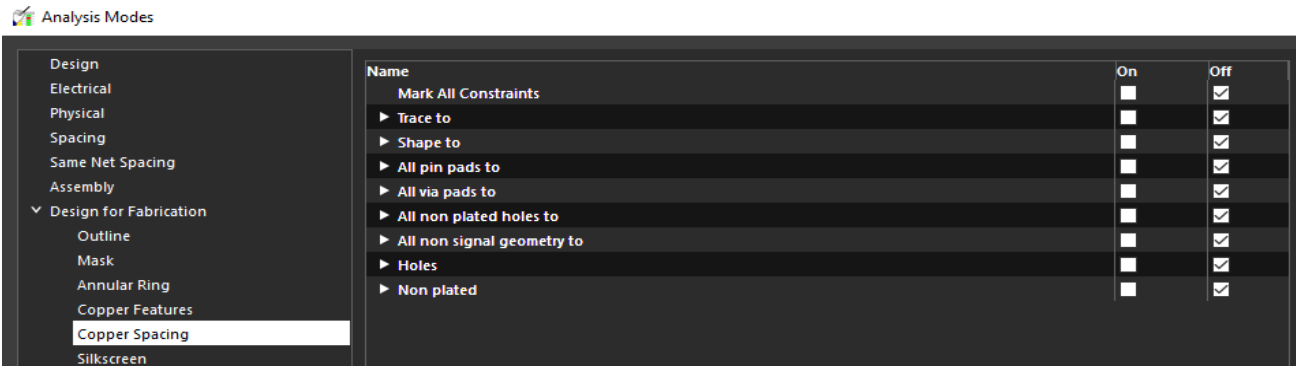 Analysis Modes
Design
Electrical
Physical
Spacing
Same Net Spacing
Assembly
Design for Fabrication
Outline
Mask
Annular Ring
Copper Features
Copper Spacing
Silkscreen
Name On Off
Mark All Constraints
Trace to
Shape to
All pin pads to
All via pads to
All non plated holes to
All non signal geometry to
Holes
Non plated